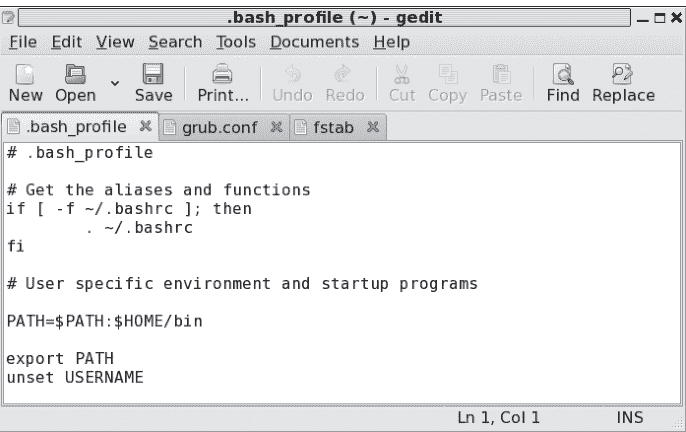 .bash_profile (~) - gedit
File Edit View Search Tools Documents Help
New Open Save Print... Undo Redo Cut Copy Paste Find Replace
.bash_profile grub.conf fstab
# .bash_profile
# Get the aliases and functions
if [ -f ~/.bashrc ]; then
        . ~/.bashrc
fi
# User specific environment and startup programs
PATH=$PATH:$HOME/bin
export PATH
unset USERNAME
Ln 1, Col 1 INS